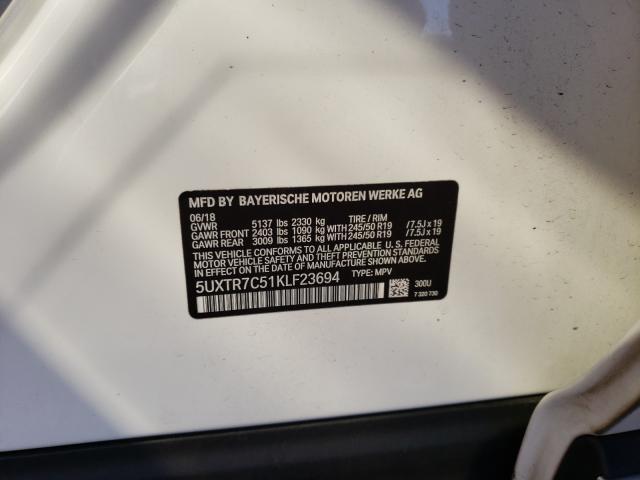 MFD BY BAYERISCHE MOTOREN WERKE AG
06/18 TIRE / RIM
GVWR 5137 lbs 2330 kg
GAWR FRONT 2403 lbs 1090 kg WITH 245/50 R19 /7.5J x 19
GAWR REAR 3009 lbs 1365 kg WITH 245/50 R19 /7.5J x 19
THIS VEHICLE CONFORMS TO ALL APPLICABLE U. S. FEDERAL
MOTOR VEHICLE SAFETY, BUMPER, AND THEFT PREVENTION
STANDARDS IN EFFECT ON THE DATE OF MANUFACTURE SHOWN ABOVE.
5UXTR7C51KLF23694 TYPE: MPV
300U
7 320 730